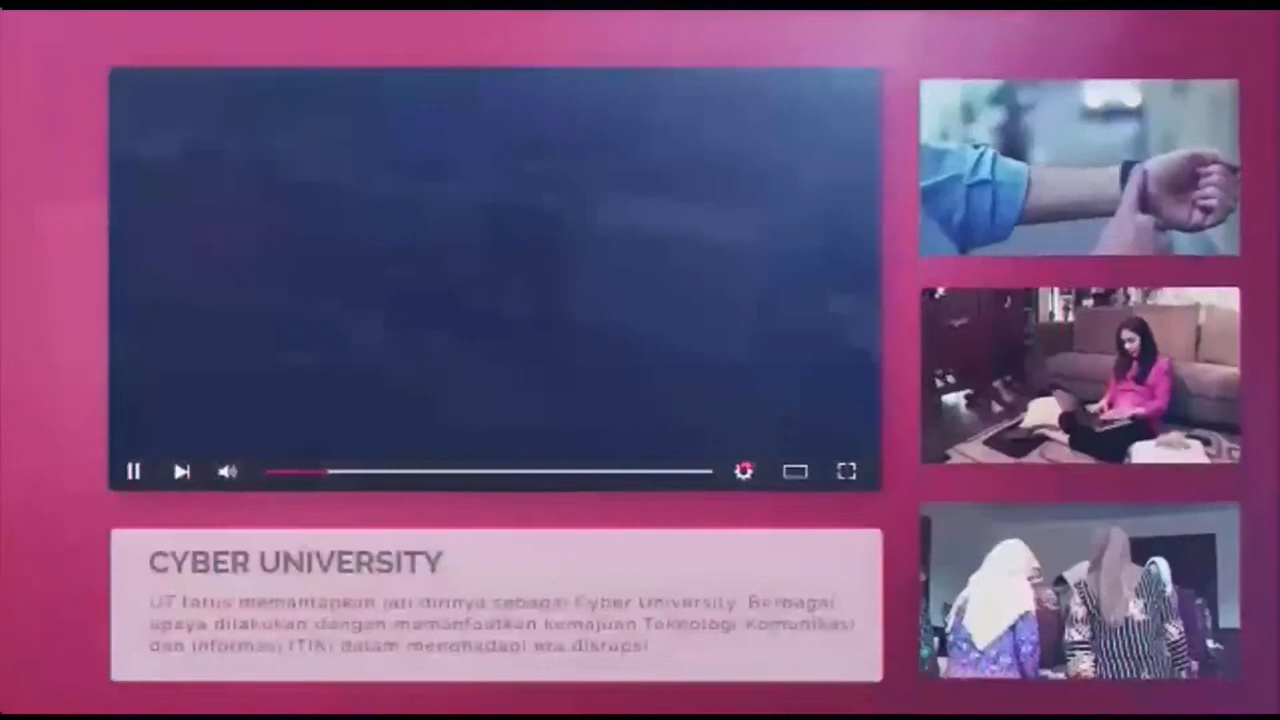 CYBER UNIVERSITY
UT terus memantapkan jati dirinya sebagai Cyber University. Berbagai
upaya dilakukan dengan memanfaatkan kemajuan Teknologi Komunikasi
dan Informasi (TIK) dalam menghadapi era disrupsi